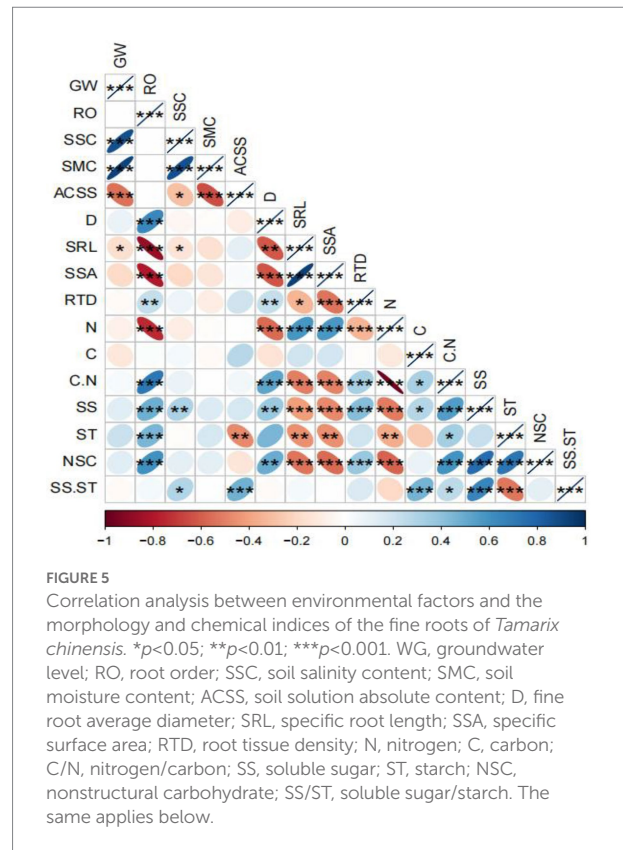 GW
GW *** RO
RO *** SSC
SSC *** *** SMC
SMC *** *** *** ACSS
ACSS *** * *** *** D
D *** *** SRL
SRL * *** * ** *** SSA
SSA *** *** *** *** RTD
RTD ** ** * *** *** N
N *** *** *** *** *** *** C
C *** C.N
C.N *** *** *** *** *** *** * *** SS
SS *** ** ** *** *** *** *** * *** *** ST
ST *** ** ** ** ** * *** NSC
NSC *** ** *** *** *** *** *** *** *** *** SS.ST
SS.ST * *** *** * *** *** ***
−1 −0.8 −0.6 −0.4 −0.2 0 0.2 0.4 0.6 0.8 1
FIGURE 5
Correlation analysis between environmental factors and the
morphology and chemical indices of the fine roots of Tamarix
chinensis. *p<0.05; **p<0.01; ***p<0.001. WG, groundwater
level; RO, root order; SSC, soil salinity content; SMC, soil
moisture content; ACSS, soil solution absolute content; D, fine
root average diameter; SRL, specific root length; SSA, specific
surface area; RTD, root tissue density; N, nitrogen; C, carbon;
C/N, nitrogen/carbon; SS, soluble sugar; ST, starch; NSC,
nonstructural carbohydrate; SS/ST, soluble sugar/starch. The
same applies below.